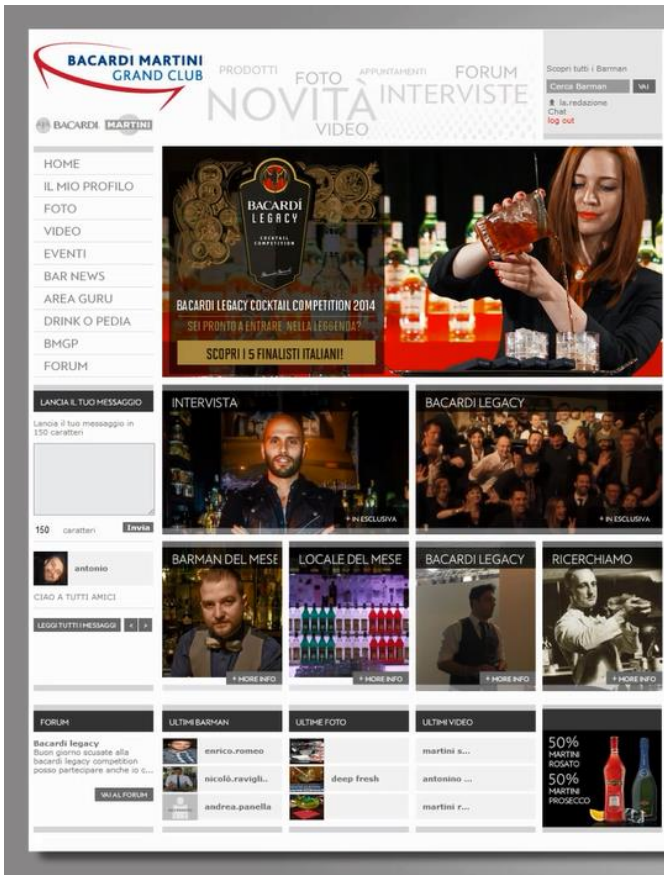 BACARDI MARTINI
GRAND CLUB
BACARDI. MARTINI
PRODOTTI
FOTO
APPUNTAMENTI
FORUM
NOVITÀ
INTERVISTE
VIDEO
Scopri tutti i Barman
Cerca Barman
VAI
la.redazione
Chat
log out
HOME
IL MIO PROFILO
FOTO
VIDEO
EVENTI
BAR NEWS
AREA GURU
DRINK O PEDIA
BMGP
FORUM
BACARDÍ
LEGACY
COCKTAIL
COMPETITION
BACARDI LEGACY COCKTAIL COMPETITION 2014
SEI PRONTO A ENTRARE NELLA LEGGENDA?
SCOPRI I 5 FINALISTI ITALIANI!
LANCIA IL TUO MESSAGGIO
Lancia il tuo messaggio in
150 caratteri
150 caratteri
Invia
antonio
CIAO A TUTTI AMICI
LEGGI TUTTI I MESSAGGI < >
INTERVISTA
+ IN ESCLUSIVA
BACARDI LEGACY
+ IN ESCLUSIVA
BARMAN DEL MESE
+ MORE INFO
LOCALE DEL MESE
+ MORE INFO
BACARDI LEGACY
+ MORE INFO
RICERCHIAMO
+ MORE INFO
FORUM
Bacardi legacy
Buon giorno scusate alla
bacardi legacy competition
posso partecipare anche io c...
VAI AL FORUM
ULTIMI BARMAN
enrico.romeo
nicolò.ravigli..
andrea.panella
ULTIME FOTO
deep fresh
ULTIMI VIDEO
martini s...
antonino ...
martini r...
50%
MARTINI
ROSATO
50%
MARTINI
PROSECCO